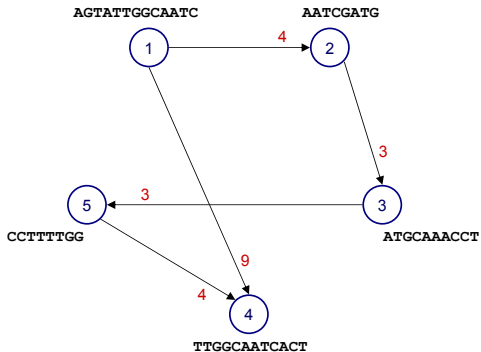 AGTATTGGCAATC AATCGATG
1 4 2
3
5 3 3
CCTTTTGG ATGCAAACCT
9
4 4
TTGGCAATCACT